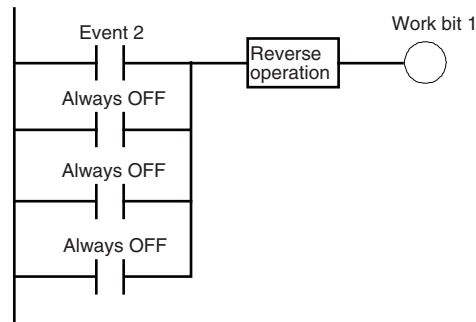 Work bit 1
Event 2
Reverse
operation
Always OFF
Always OFF
Always OFF